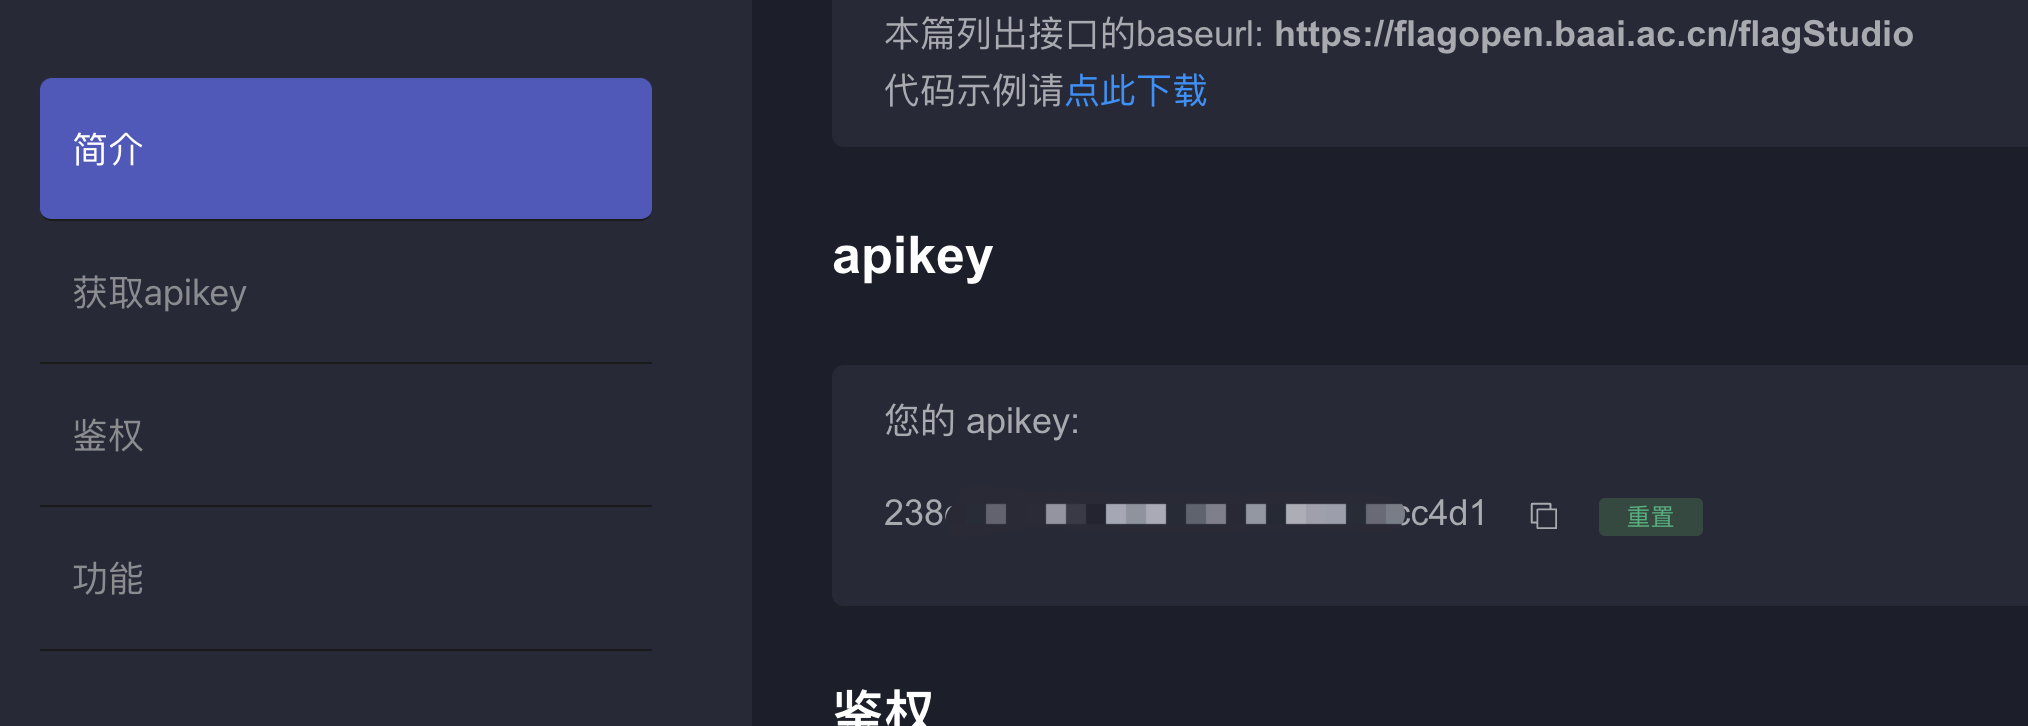 本篇列出接口的baseurl: https://flagopen.baai.ac.cn/flagStudio
代码示例请点此下载
简介
获取apikey
鉴权
功能
apikey
您的 apikey:
238 cc4d1
重置
鉴权